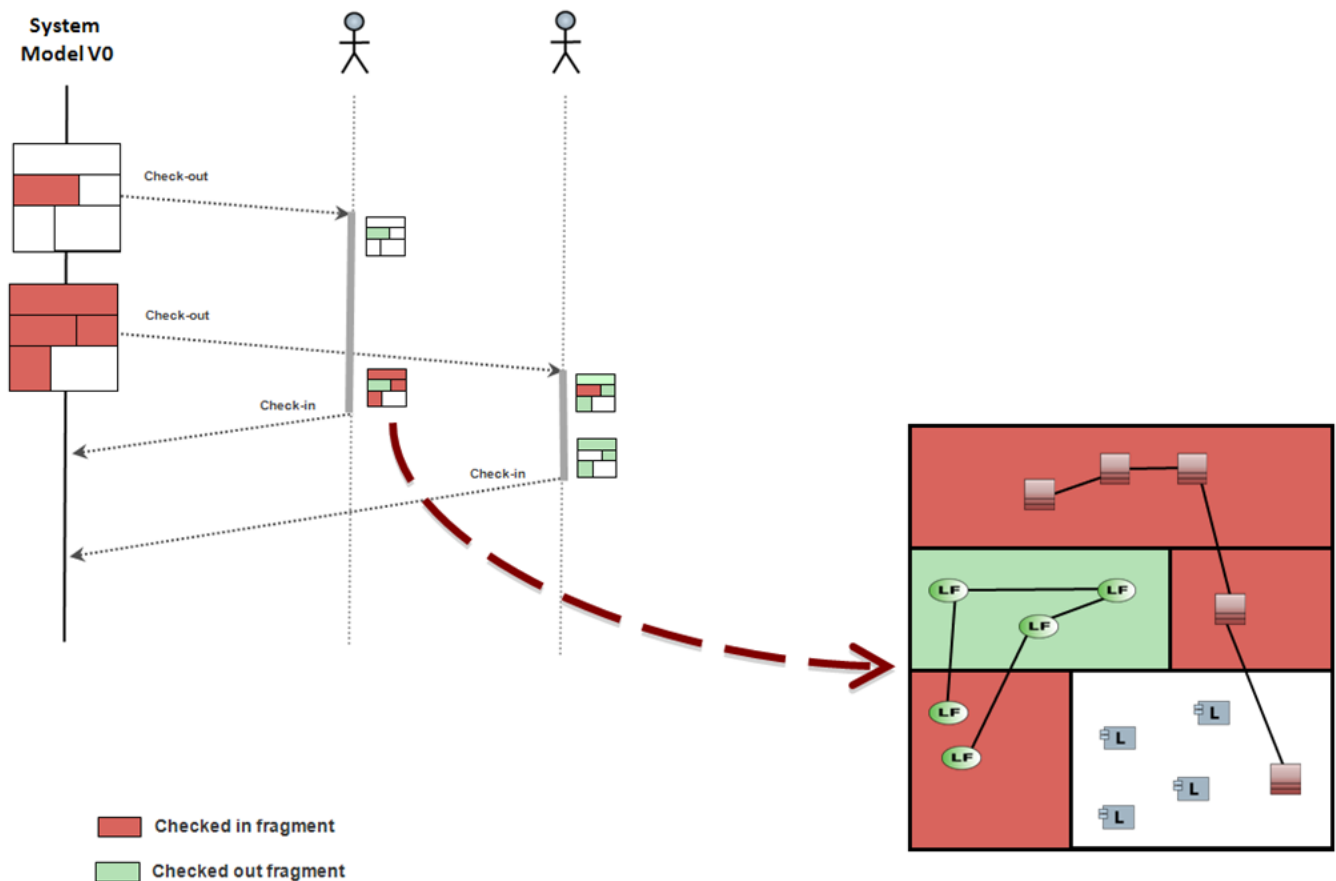 System
Model V0
Check-out
Check-out
Check-in
Check-in
LF
LF
LF
LF
LF
L
L
L
L
Checked in fragment
Checked out fragment